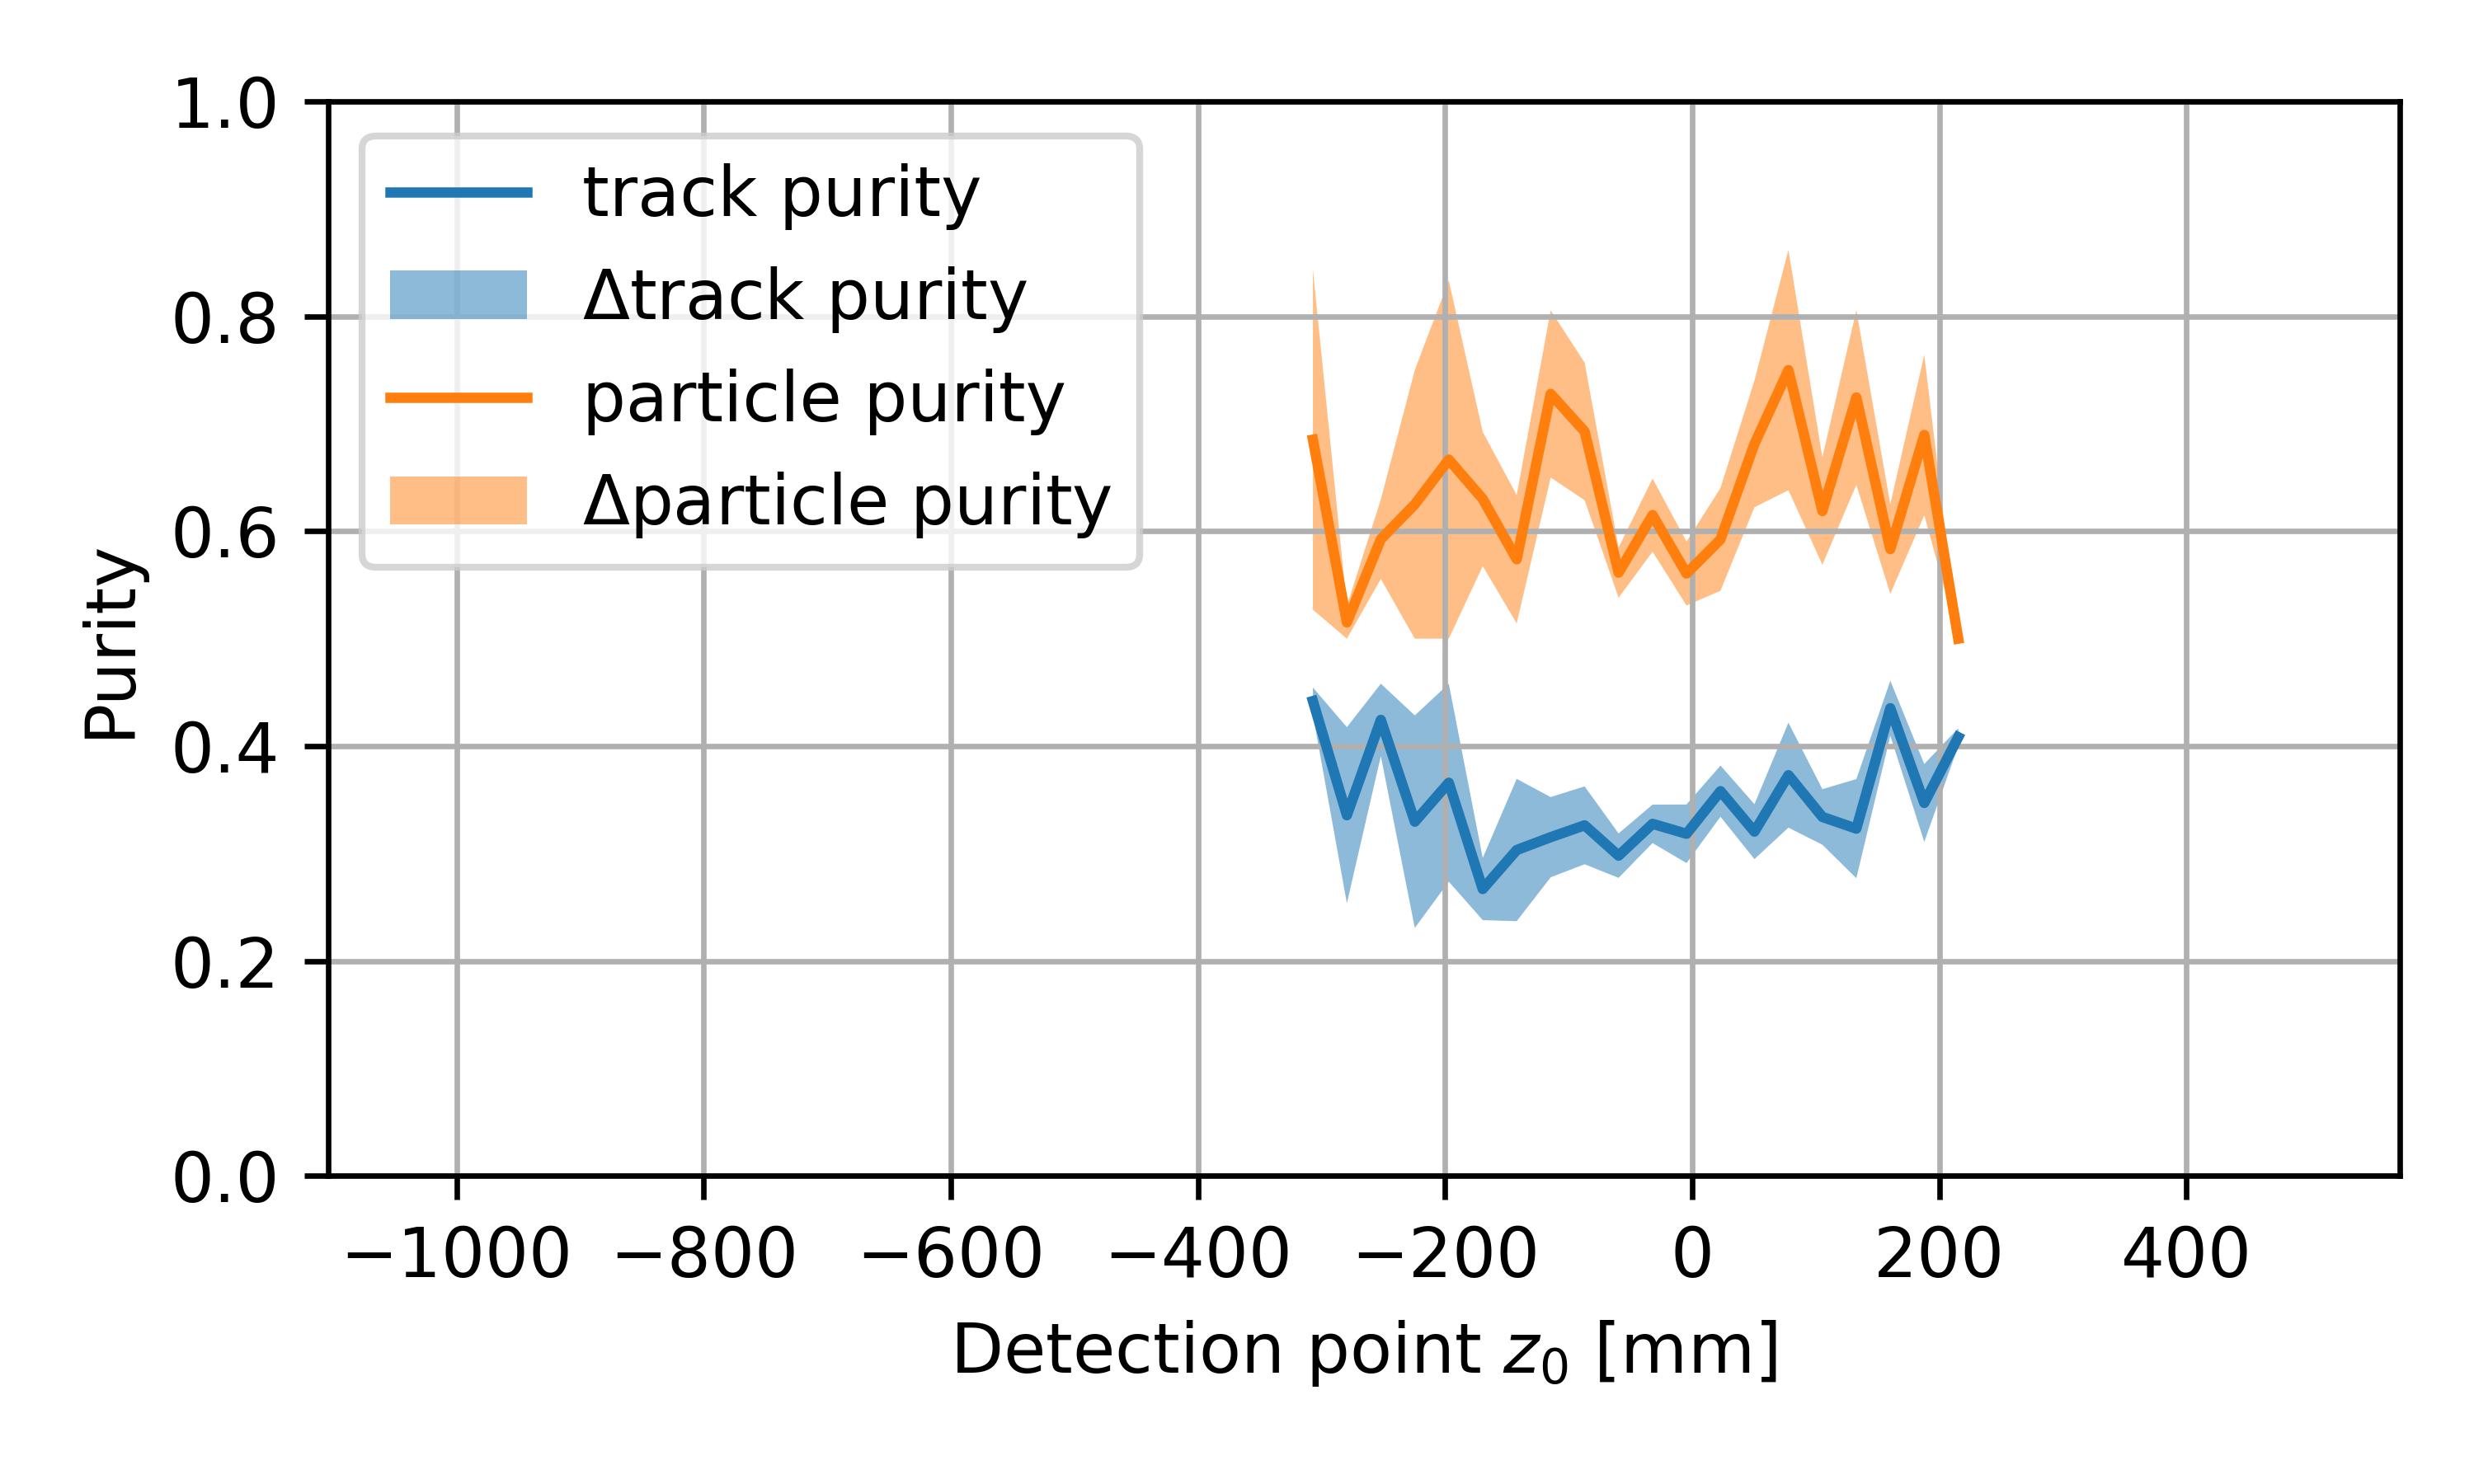 1.0
0.8
0.6
0.4
0.2
0.0
Purity
track purity
Δtrack purity
particle purity
Δparticle purity
−1000 −800 −600 −400 −200 0 200 400
Detection point z₀ [mm]